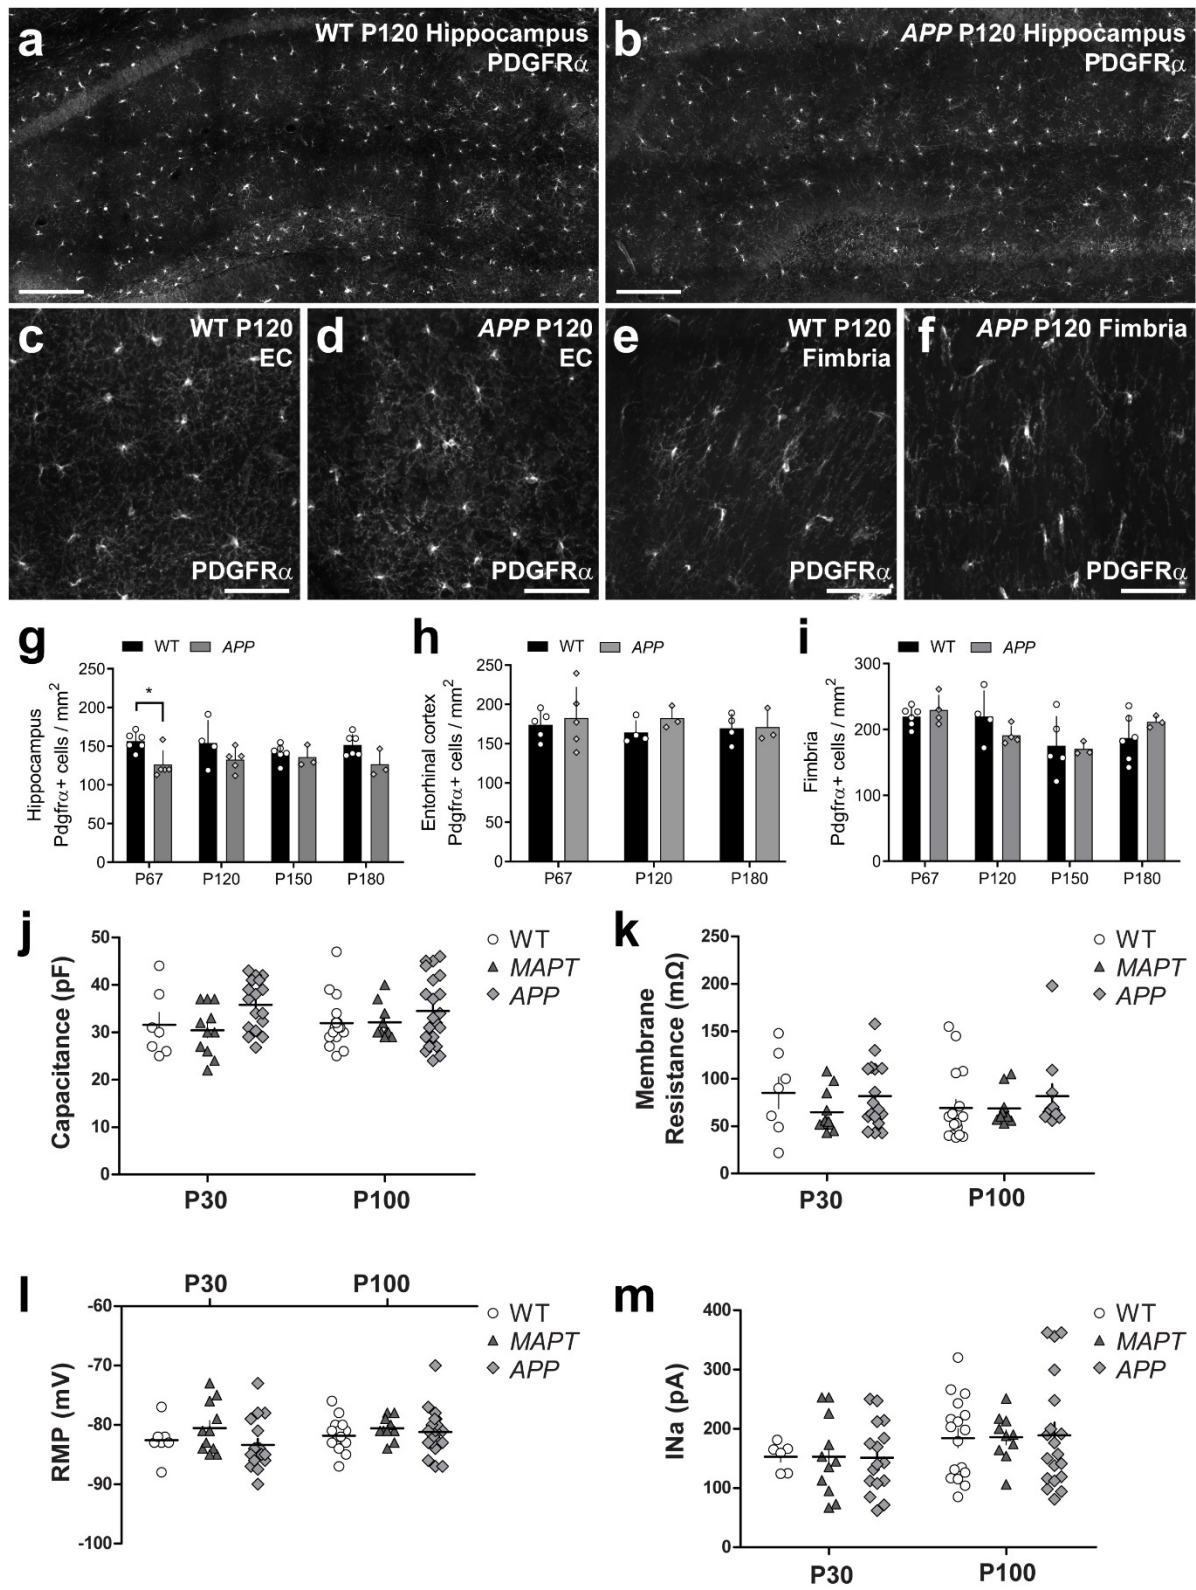 a
WT P120 Hippocampus
PDGFRα
b
APP P120 Hippocampus
PDGFRα
c
WT P120
EC
PDGFRα
d
APP P120
EC
PDGFRα
e
WT P120
Fimbria
PDGFRα
f
APP P120 Fimbria
PDGFRα
g
WT APP
Hippocampus
Pdgfrα+ cells / mm2
250
200
150
100
50
0
*
P67 P120 P150 P180
h
WT APP
Entorhinal cortex
Pdgfrα+ cells / mm2
250
200
150
100
50
0
P67 P120 P180
i
WT APP
Fimbria
Pdgfrα+ cells / mm2
300
200
100
0
P67 P120 P150 P180
j
Capacitance (pF)
50
40
30
20
10
0
P30 P100
WT
MAPT
APP
k
Membrane
Resistance (mΩ)
250
200
150
100
50
0
P30 P100
WT
MAPT
APP
l
P30 P100
RMP (mV)
-60
-70
-80
-90
-100
WT
MAPT
APP
m
INa (pA)
400
300
200
100
0
P30 P100
WT
MAPT
APP